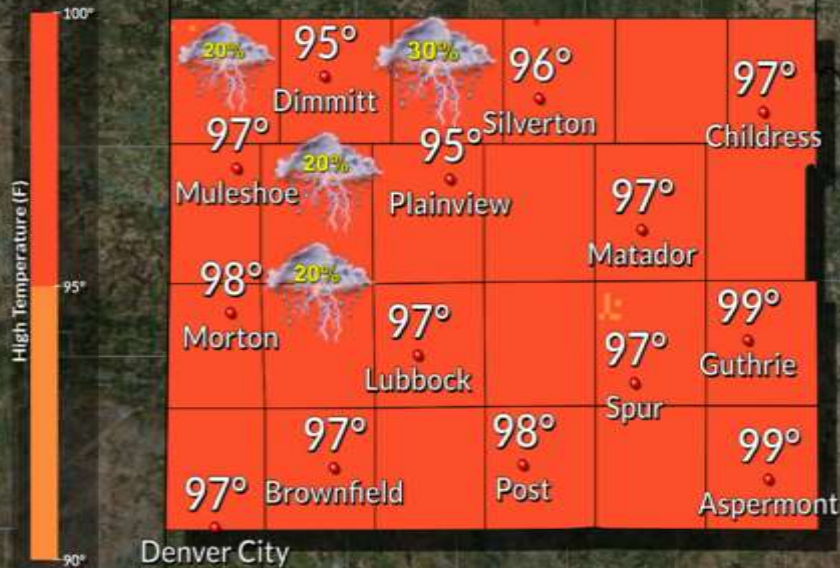 100°
95°
90°
High Temperature (F)
20%
95°
Dimmitt
30%
96°
Silverton
97°
Childress
97°
Muleshoe
20%
95°
Plainview
97°
Matador
98°
Morton
20%
97°
Lubbock
97°
Spur
99°
Guthrie
97°
Denver City
97°
Brownfield
98°
Post
99°
Aspermont